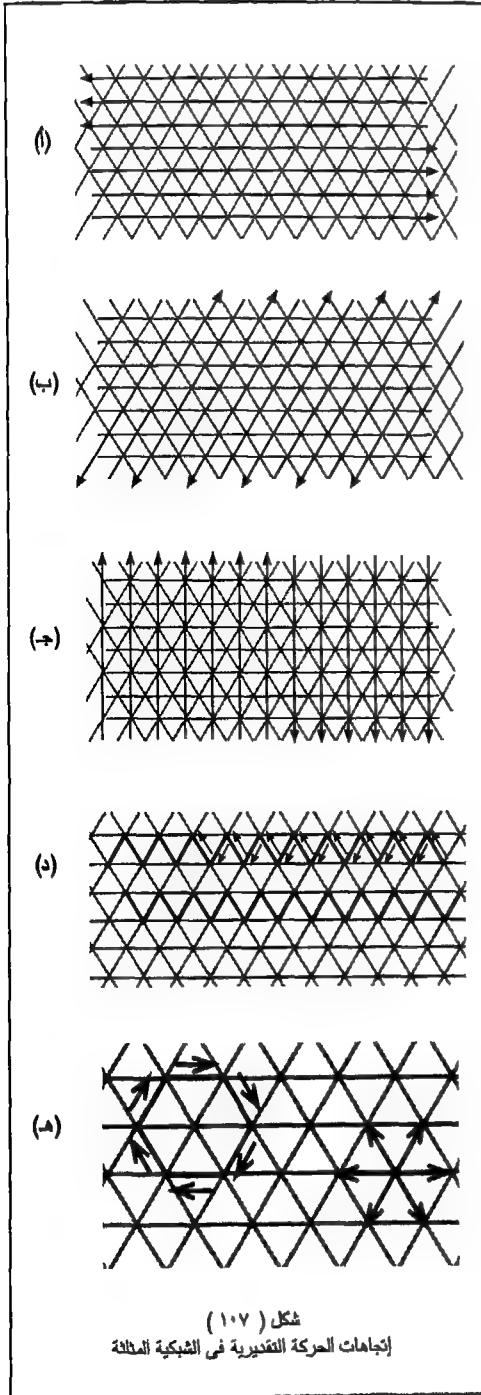 (أ)
(ب)
(جـ)
(د)
(هـ)
شكل ( ١٠٧ )
إتجاهات الحركة التقديرية فى الشبكية المثلثة